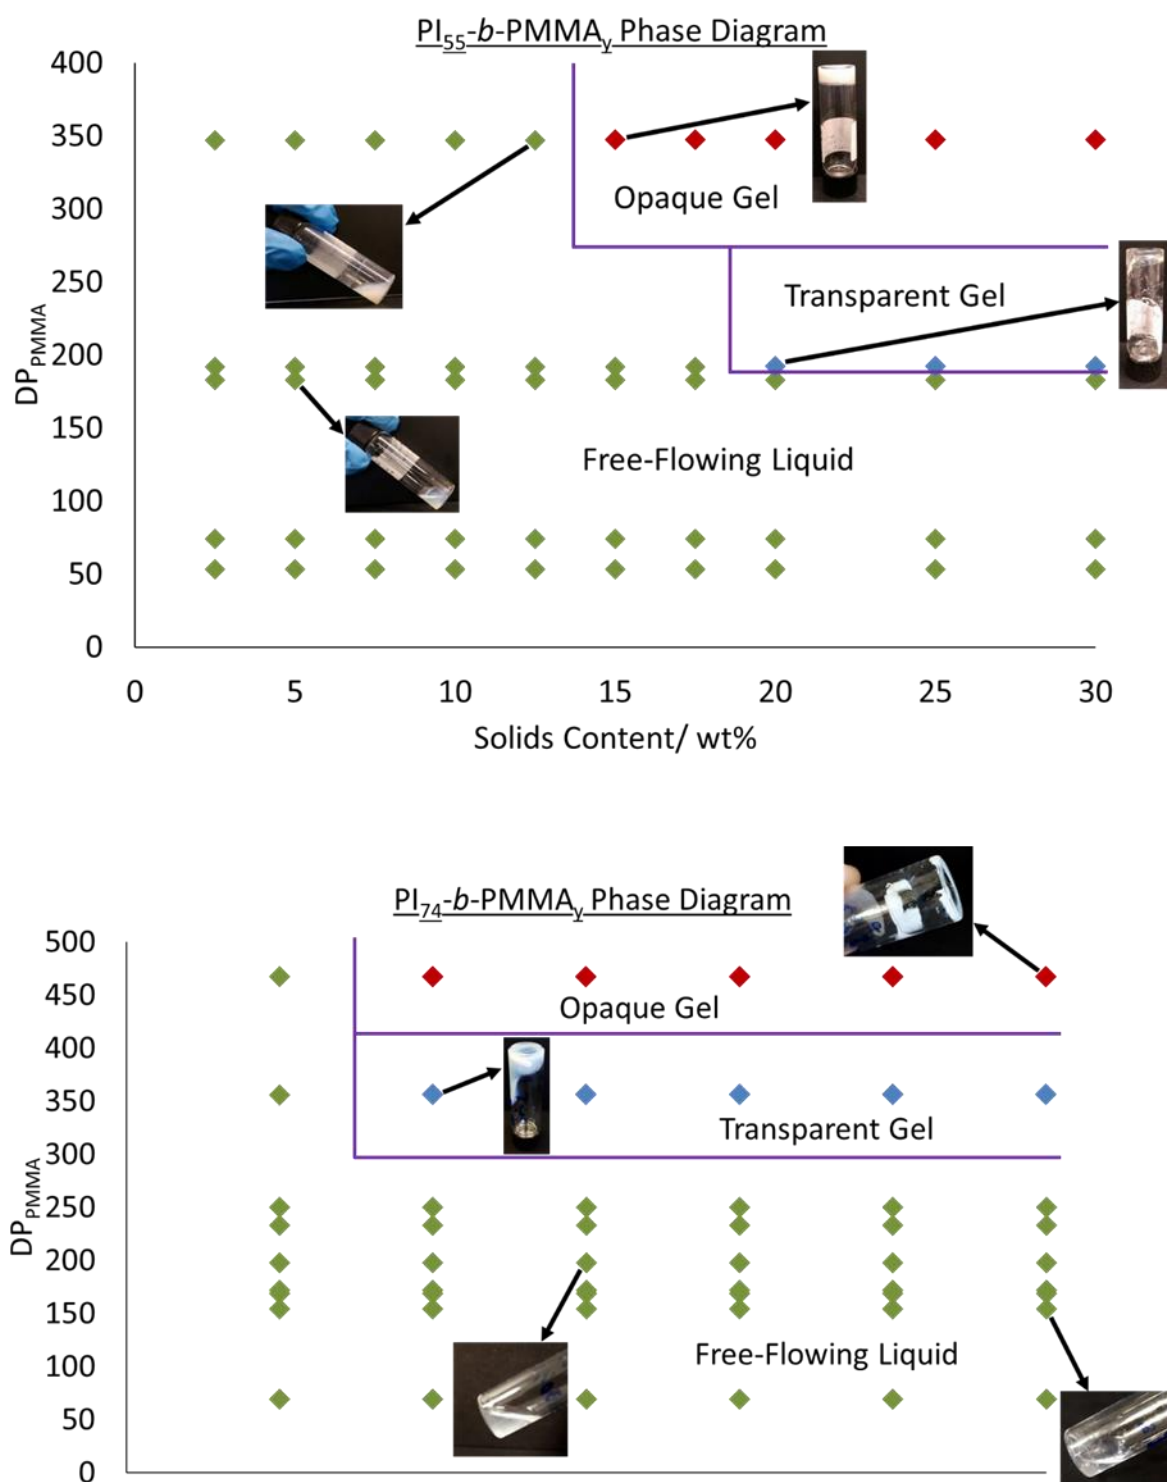 PI55-b-PMMAy Phase Diagram
400
350
300
250
200
150
100
50
0
DPPMMA
Opaque Gel
Transparent Gel
Free-Flowing Liquid
0 5 10 15 20 25 30
Solids Content/ wt%
PI74-b-PMMAy Phase Diagram
500
450
400
350
300
250
200
150
100
50
0
DPPMMA
Opaque Gel
Transparent Gel
Free-Flowing Liquid